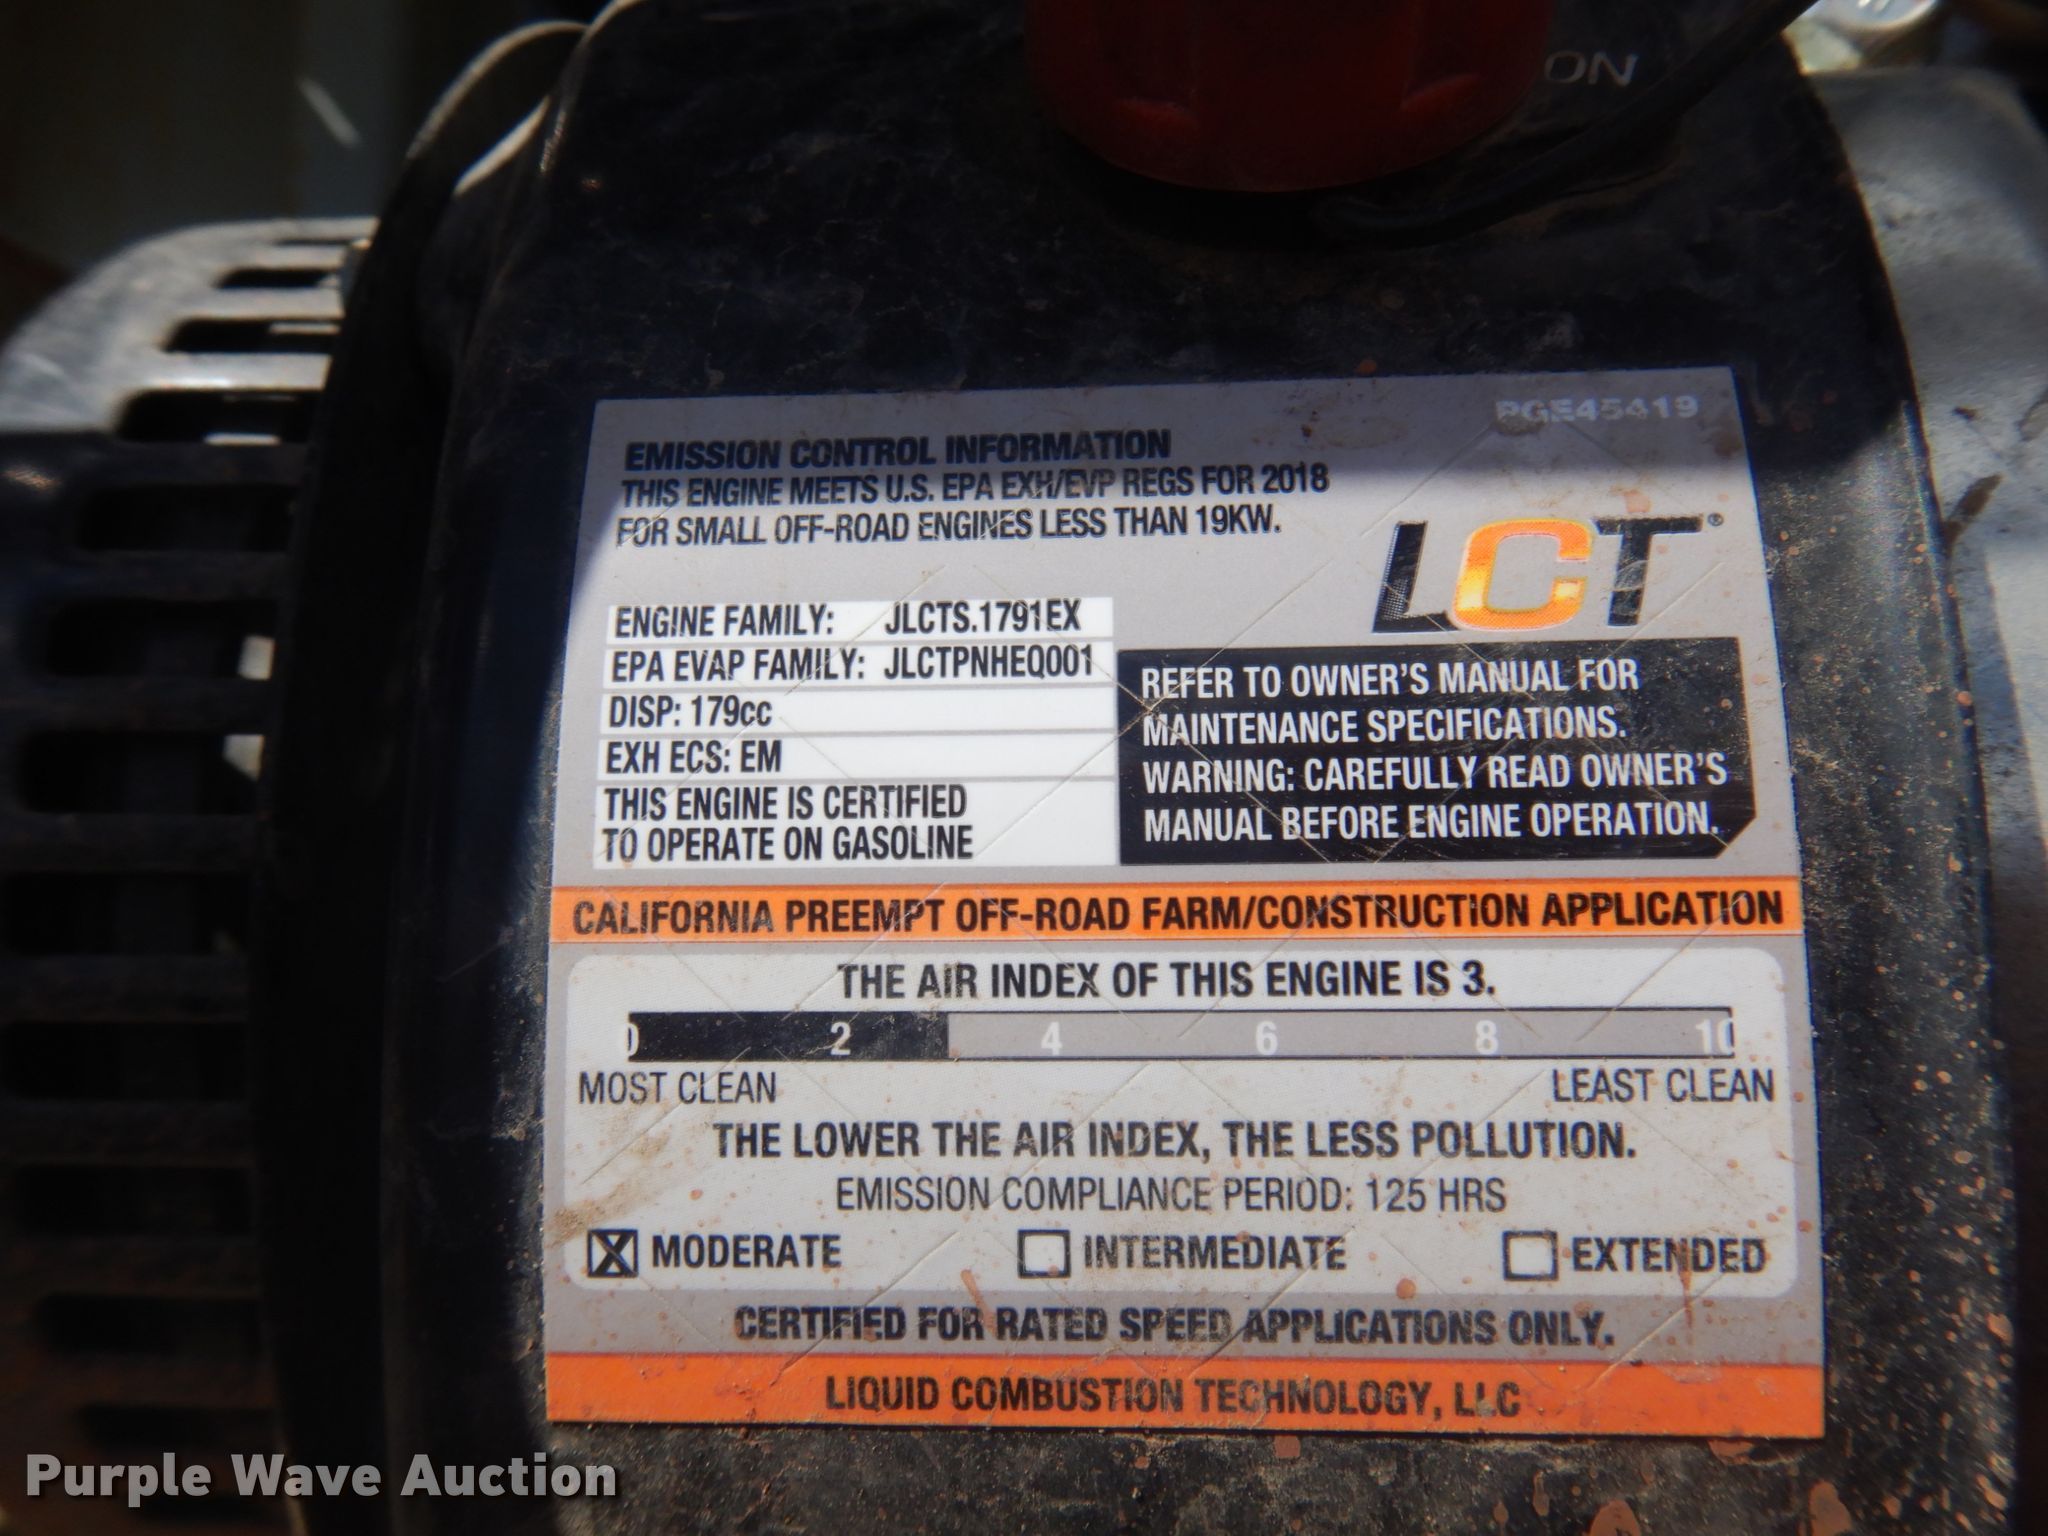 ON
PGE45419
EMISSION CONTROL INFORMATION
THIS ENGINE MEETS U.S. EPA EXH/EVP REGS FOR 2018
FOR SMALL OFF-ROAD ENGINES LESS THAN 19KW.
LCT®
ENGINE FAMILY: JLCTS.1791EX
EPA EVAP FAMILY: JLCTPNHEQ001
DISP: 179cc
EXH ECS: EM
THIS ENGINE IS CERTIFIED
TO OPERATE ON GASOLINE
REFER TO OWNER'S MANUAL FOR
MAINTENANCE SPECIFICATIONS.
WARNING: CAREFULLY READ OWNER'S
MANUAL BEFORE ENGINE OPERATION.
CALIFORNIA PREEMPT OFF-ROAD FARM/CONSTRUCTION APPLICATION
THE AIR INDEX OF THIS ENGINE IS 3.
0 2 4 6 8 10
MOST CLEAN LEAST CLEAN
THE LOWER THE AIR INDEX, THE LESS POLLUTION.
EMISSION COMPLIANCE PERIOD: 125 HRS
MODERATE INTERMEDIATE EXTENDED
CERTIFIED FOR RATED SPEED APPLICATIONS ONLY.
LIQUID COMBUSTION TECHNOLOGY, LLC
Purple Wave Auction